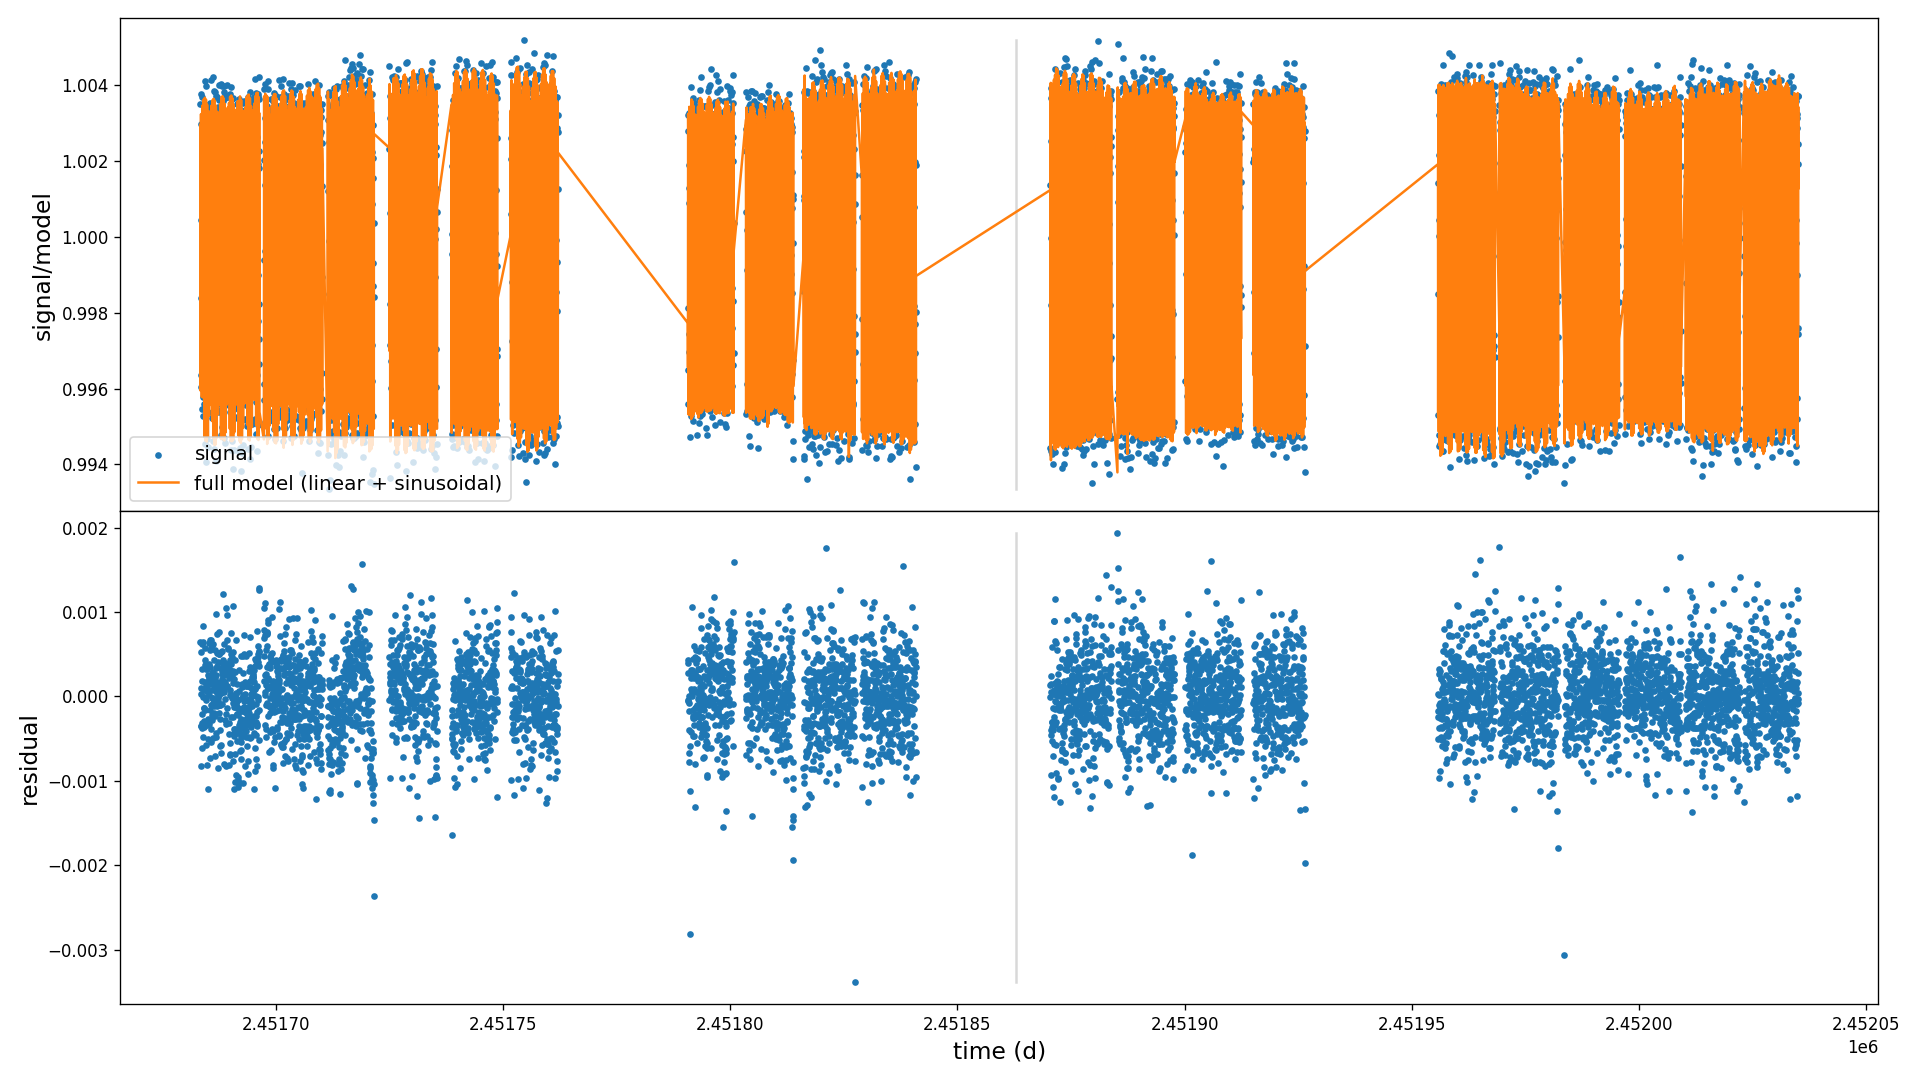 1.004
1.002
1.000
0.998
0.996
0.994
signal/model
signal
full model (linear + sinusoidal)
0.002
0.001
0.000
−0.001
−0.002
−0.003
residual
2.45170 2.45175 2.45180 2.45185 2.45190 2.45195 2.45200 2.45205
1e6
time (d)